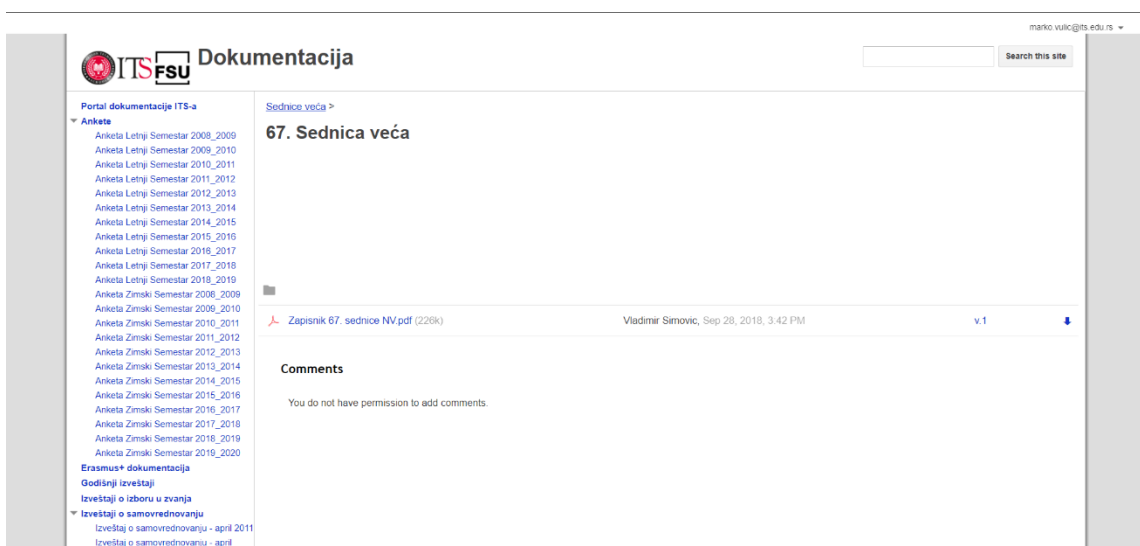 marko.vulic@its.edu.rs
ITS FSU Dokumentacija
Search this site
Portal dokumentacije ITS-a
Ankete
Anketa Letnji Semestar 2008_2009
Anketa Letnji Semestar 2009_2010
Anketa Letnji Semestar 2010_2011
Anketa Letnji Semestar 2011_2012
Anketa Letnji Semestar 2012_2013
Anketa Letnji Semestar 2013_2014
Anketa Letnji Semestar 2014_2015
Anketa Letnji Semestar 2015_2016
Anketa Letnji Semestar 2016_2017
Anketa Letnji Semestar 2017_2018
Anketa Letnji Semestar 2018_2019
Anketa Zimski Semestar 2008_2009
Anketa Zimski Semestar 2009_2010
Anketa Zimski Semestar 2010_2011
Anketa Zimski Semestar 2011_2012
Anketa Zimski Semestar 2012_2013
Anketa Zimski Semestar 2013_2014
Anketa Zimski Semestar 2014_2015
Anketa Zimski Semestar 2015_2016
Anketa Zimski Semestar 2016_2017
Anketa Zimski Semestar 2017_2018
Anketa Zimski Semestar 2018_2019
Anketa Zimski Semestar 2019_2020
Erasmus+ dokumentacija
Godišnji izveštaji
Izveštaji o izboru u zvanja
Izveštaji o samovrednovanju
Izveštaj o samovrednovanju - april 2011
Izveštaj o samovrednovanju - april
Sednice veća >
67. Sednica veća
Zapisnik 67. sednice NV.pdf (226k) Vladimir Simovic, Sep 28, 2018, 3:42 PM v.1
Comments
You do not have permission to add comments.